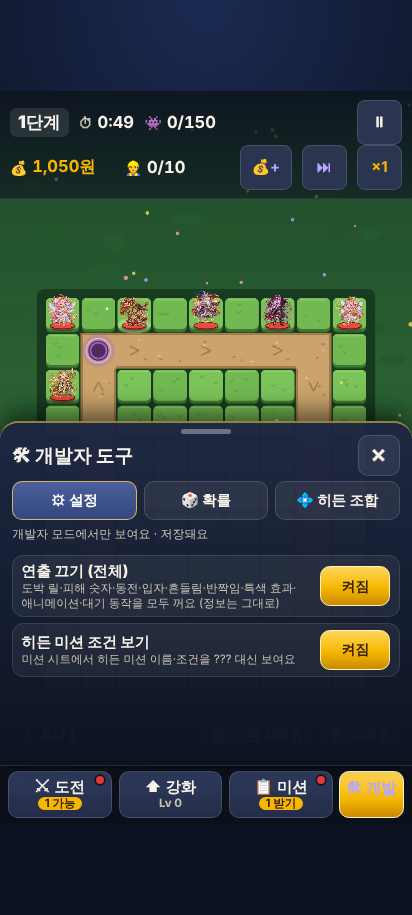 1단계 ⏱ 0:49 👾 0/150 ⏸
💰 1,050원 👷 0/10 💰+ ⏭ ×1
🛠 개발자 도구 ✕
⚙ 설정 🎲 확률 💠 히든 조합
개발자 모드에서만 보여요 · 저장돼요
연출 끄기 (전체)
도박 릴·피해 숫자·동전·입자·흔들림·반짝임·특색 효과·
애니메이션·대기 동작을 모두 꺼요 (정보는 그대로)
켜짐
히든 미션 조건 보기
미션 시트에서 히든 미션 이름·조건을 ??? 대신 보여요
켜짐
⚔ 도전
1 가능
⬆ 강화
Lv 0
📋 미션
1 받기
🛠 개발